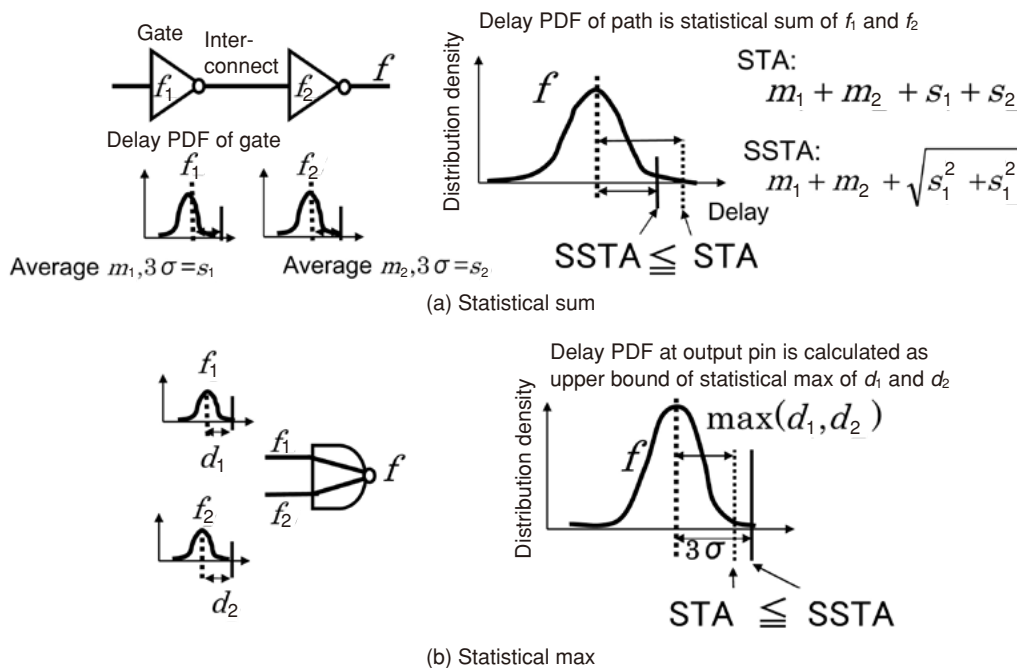 Delay PDF of path is statistical sum of f₁ and f₂
Gate
Inter-
connect
f₁
f₂
f
Delay PDF of gate
f₁
f₂
Average m₁,3σ=s₁
Average m₂,3σ=s₂
Distribution density
f
Delay
SSTA ≦ STA
STA:
m₁ + m₂ + s₁ + s₂
SSTA:
m₁ + m₂ + √(s₁² + s₁²)
(a) Statistical sum
f₁
d₁
f₂
d₂
f₁
f₂
f
Delay PDF at output pin is calculated as
upper bound of statistical max of d₁ and d₂
Distribution density
f
max(d₁,d₂)
3σ
STA ≦ SSTA
(b) Statistical max